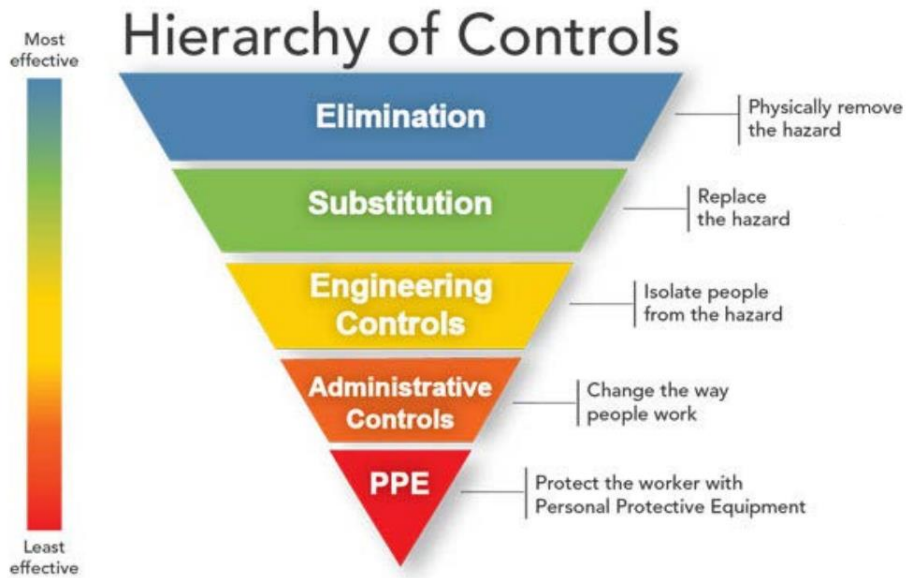 Hierarchy of Controls
Most
effective
Elimination
Physically remove
the hazard
Substitution
Replace
the hazard
Engineering
Controls
Isolate people
from the hazard
Administrative
Controls
Change the way
people work
PPE
Protect the worker with
Personal Protective Equipment
Least
effective